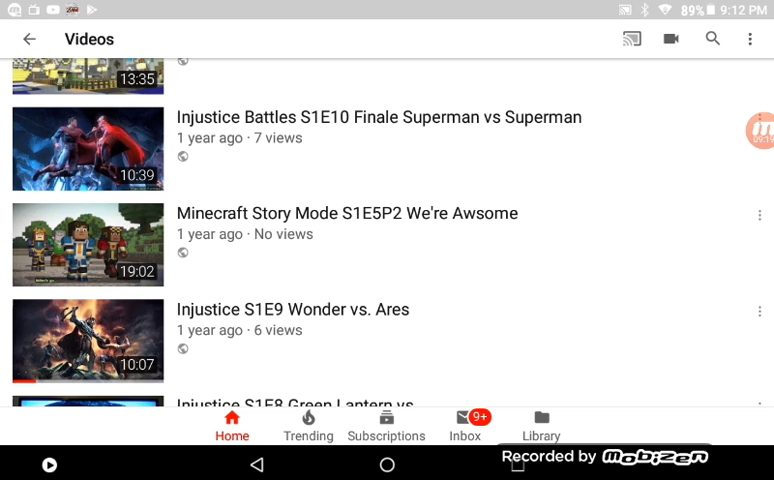 89% 9:12 PM
Videos
13:35
Injustice Battles S1E10 Finale Superman vs Superman
1 year ago · 7 views
10:39
09:19
Minecraft Story Mode S1E5P2 We're Awsome
1 year ago · No views
19:02
Injustice S1E9 Wonder vs. Ares
1 year ago · 6 views
10:07
Injustice S1E8 Green Lantern vs.
9+
Home Trending Subscriptions Inbox Library
Recorded by Mobizen